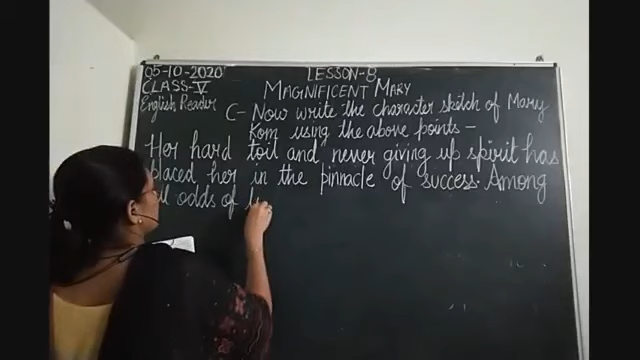 05-10-2020
LESSON-8
CLASS-V
MAGNIFICENT MARY
English Reader
C- Now write the character sketch of Mary
Kom using the above points -
Her hard toil and never giving up spirit has
placed her in the pinnacle of success. Among
odds of